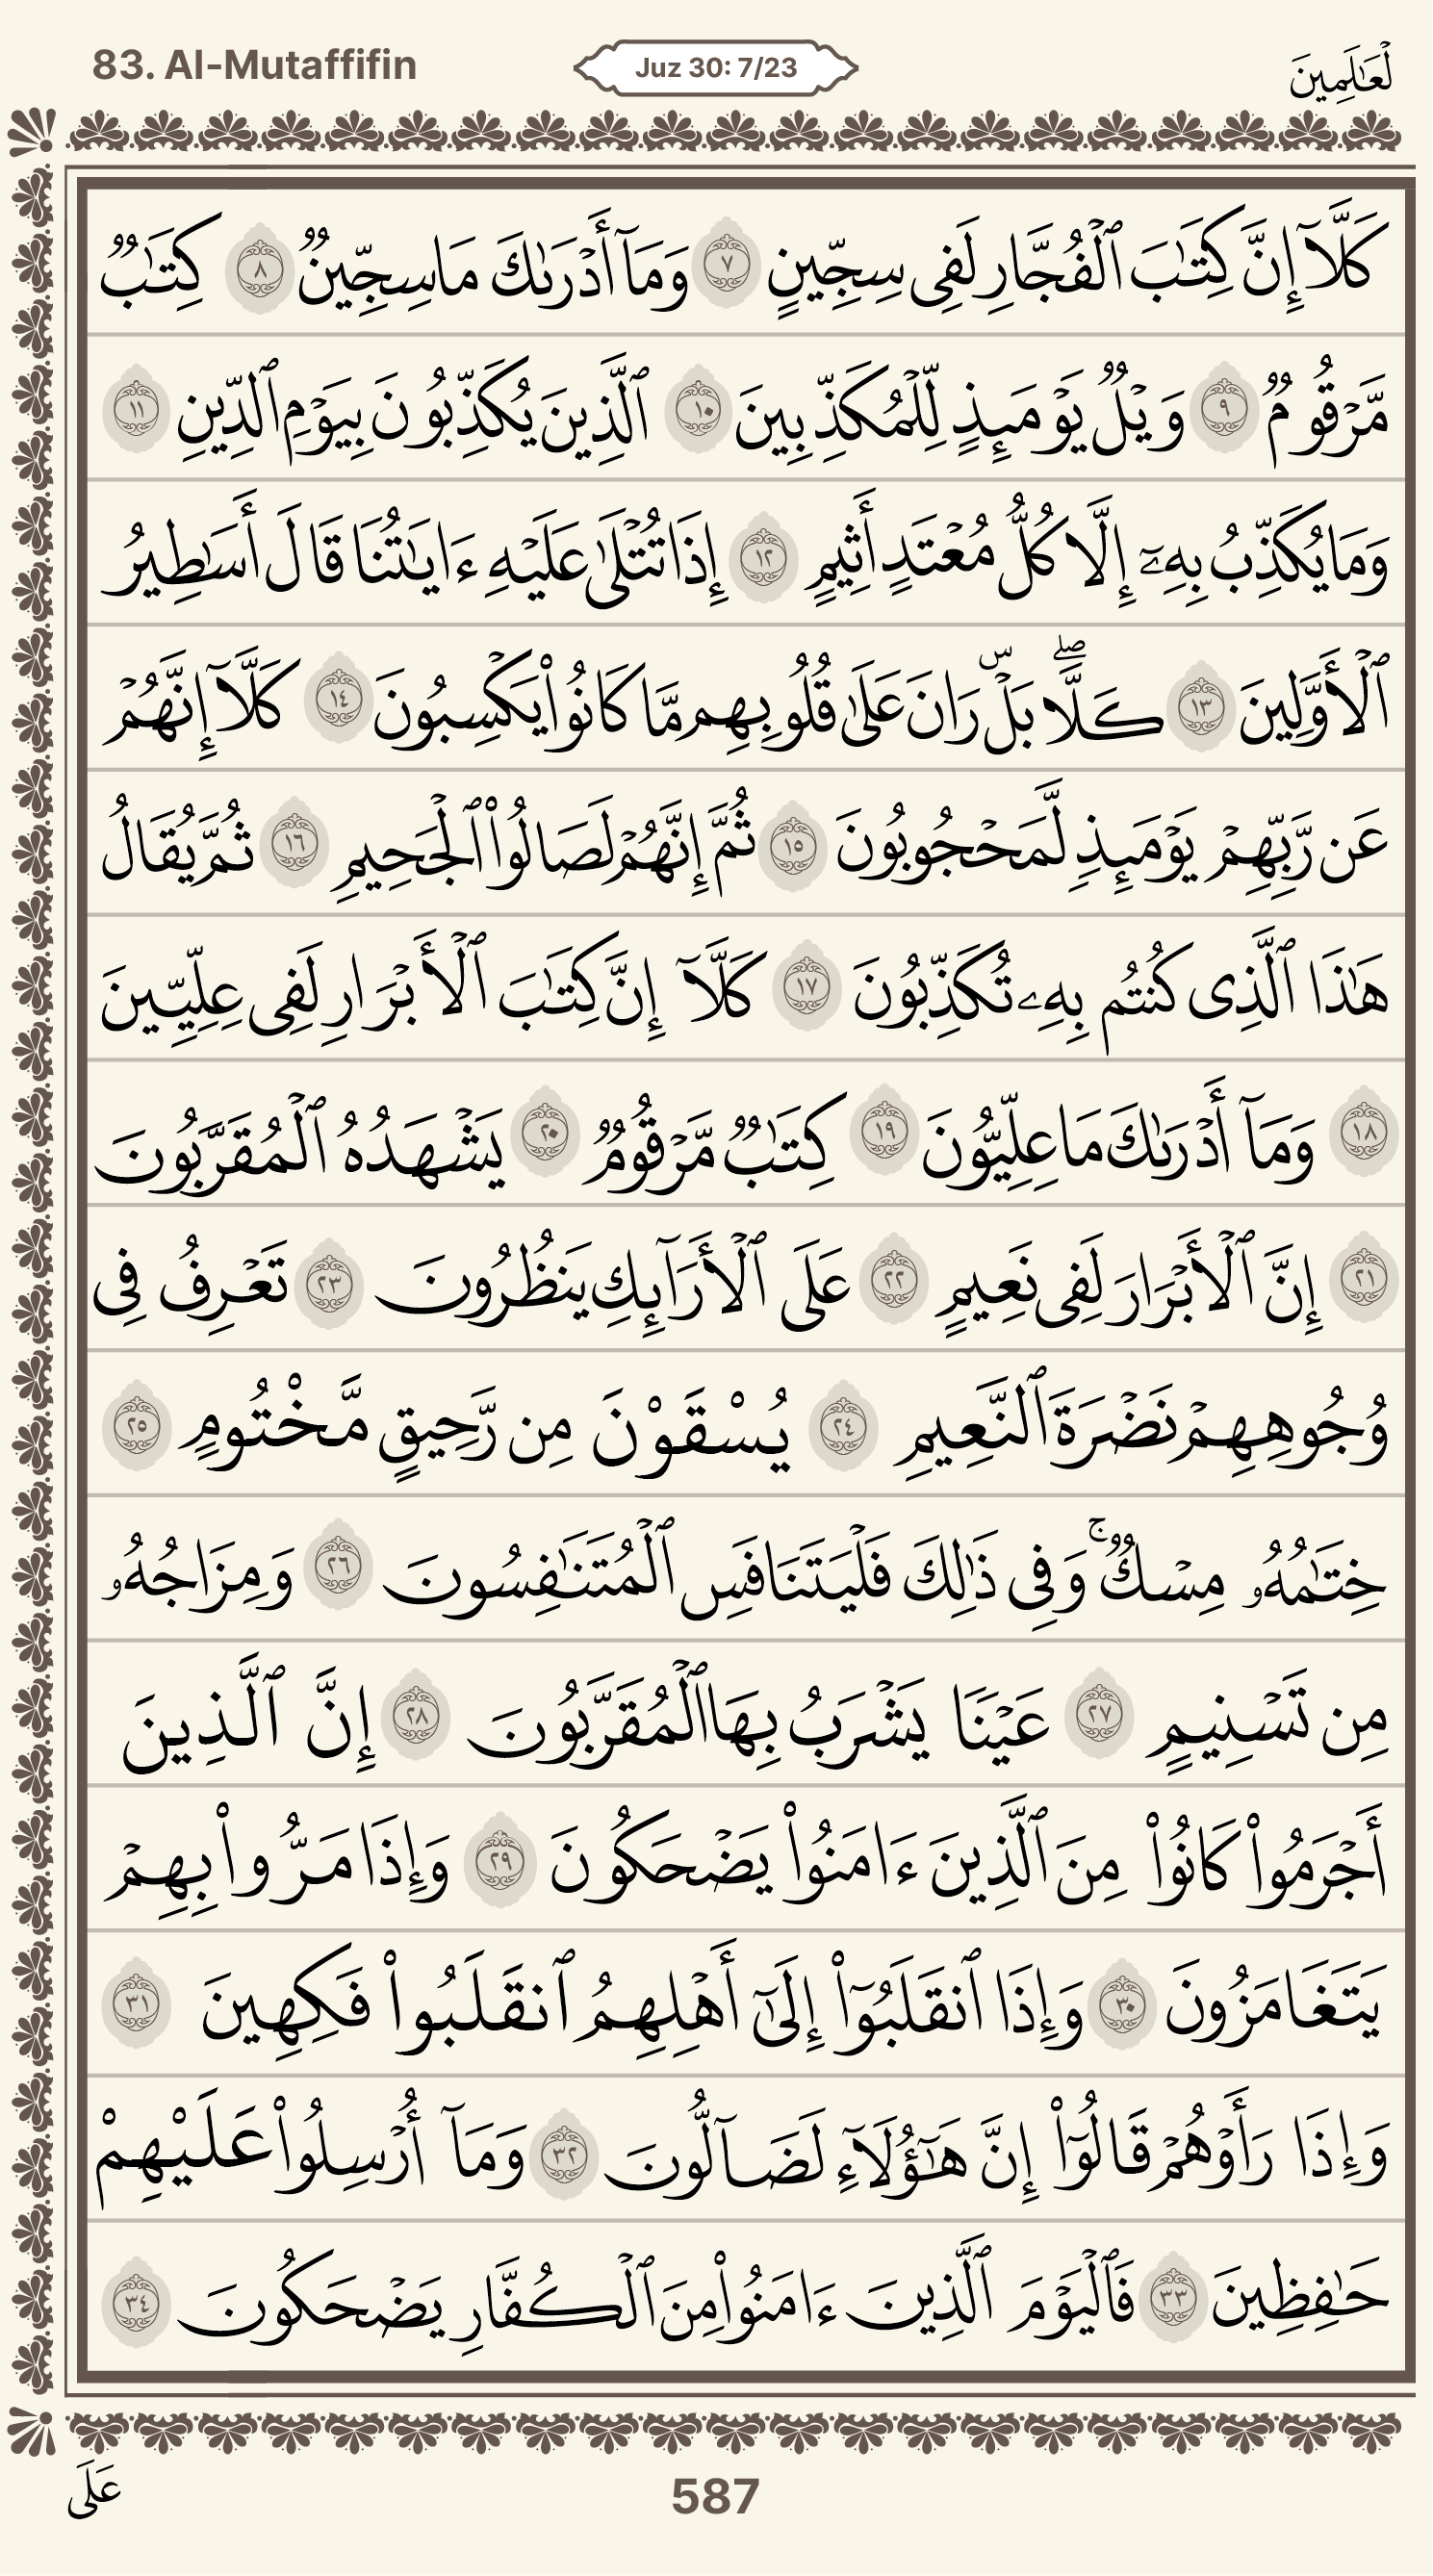 83. Al-Mutaffifin
Juz 30: 7/23
لْعَٰلَمِينَ
كَلَّآ إِنَّ كِتَٰبَ ٱلْفُجَّارِ لَفِى سِجِّينٍ ٧ وَمَآ أَدْرَىٰكَ مَا سِجِّينٌ ٨ كِتَٰبٌ
مَّرْقُومٌ ٩ وَيْلٌ يَوْمَئِذٍ لِّلْمُكَذِّبِينَ ١٠ ٱلَّذِينَ يُكَذِّبُونَ بِيَوْمِ ٱلدِّينِ ١١
وَمَا يُكَذِّبُ بِهِۦٓ إِلَّا كُلُّ مُعْتَدٍ أَثِيمٍ ١٢ إِذَا تُتْلَىٰ عَلَيْهِ ءَايَٰتُنَا قَالَ أَسَٰطِيرُ
ٱلْأَوَّلِينَ ١٣ كَلَّا ۖ بَلْ ۜ رَانَ عَلَىٰ قُلُوبِهِم مَّا كَانُوا۟ يَكْسِبُونَ ١٤ كَلَّآ إِنَّهُمْ
عَن رَّبِّهِمْ يَوْمَئِذٍ لَّمَحْجُوبُونَ ١٥ ثُمَّ إِنَّهُمْ لَصَالُوا۟ ٱلْجَحِيمِ ١٦ ثُمَّ يُقَالُ
هَٰذَا ٱلَّذِى كُنتُم بِهِۦ تُكَذِّبُونَ ١٧ كَلَّآ إِنَّ كِتَٰبَ ٱلْأَبْرَارِ لَفِى عِلِّيِّينَ
١٨ وَمَآ أَدْرَىٰكَ مَا عِلِّيُّونَ ١٩ كِتَٰبٌ مَّرْقُومٌ ٢٠ يَشْهَدُهُ ٱلْمُقَرَّبُونَ
٢١ إِنَّ ٱلْأَبْرَارَ لَفِى نَعِيمٍ ٢٢ عَلَى ٱلْأَرَآئِكِ يَنظُرُونَ ٢٣ تَعْرِفُ فِى
وُجُوهِهِمْ نَضْرَةَ ٱلنَّعِيمِ ٢٤ يُسْقَوْنَ مِن رَّحِيقٍ مَّخْتُومٍ ٢٥
خِتَٰمُهُۥ مِسْكٌ ۚ وَفِى ذَٰلِكَ فَلْيَتَنَافَسِ ٱلْمُتَنَٰفِسُونَ ٢٦ وَمِزَاجُهُۥ
مِن تَسْنِيمٍ ٢٧ عَيْنًا يَشْرَبُ بِهَا ٱلْمُقَرَّبُونَ ٢٨ إِنَّ ٱلَّذِينَ
أَجْرَمُوا۟ كَانُوا۟ مِنَ ٱلَّذِينَ ءَامَنُوا۟ يَضْحَكُونَ ٢٩ وَإِذَا مَرُّوا۟ بِهِمْ
يَتَغَامَزُونَ ٣٠ وَإِذَا ٱنقَلَبُوٓا۟ إِلَىٰٓ أَهْلِهِمُ ٱنقَلَبُوا۟ فَكِهِينَ ٣١
وَإِذَا رَأَوْهُمْ قَالُوٓا۟ إِنَّ هَٰٓؤُلَآءِ لَضَآلُّونَ ٣٢ وَمَآ أُرْسِلُوا۟ عَلَيْهِمْ
حَٰفِظِينَ ٣٣ فَٱلْيَوْمَ ٱلَّذِينَ ءَامَنُوا۟ مِنَ ٱلْكُفَّارِ يَضْحَكُونَ ٣٤
عَلَى
587